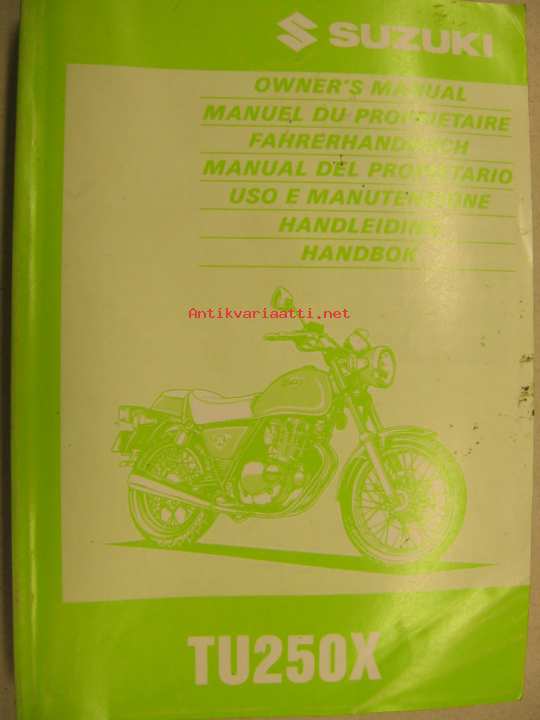 SUZUKI
OWNER'S MANUAL
MANUEL DU PROPRIETAIRE
FAHRERHANDBUCH
MANUAL DEL PROPIETARIO
USO E MANUTENZIONE
HANDLEIDING
HANDBOK
Antikvariaatti.net
TU250X